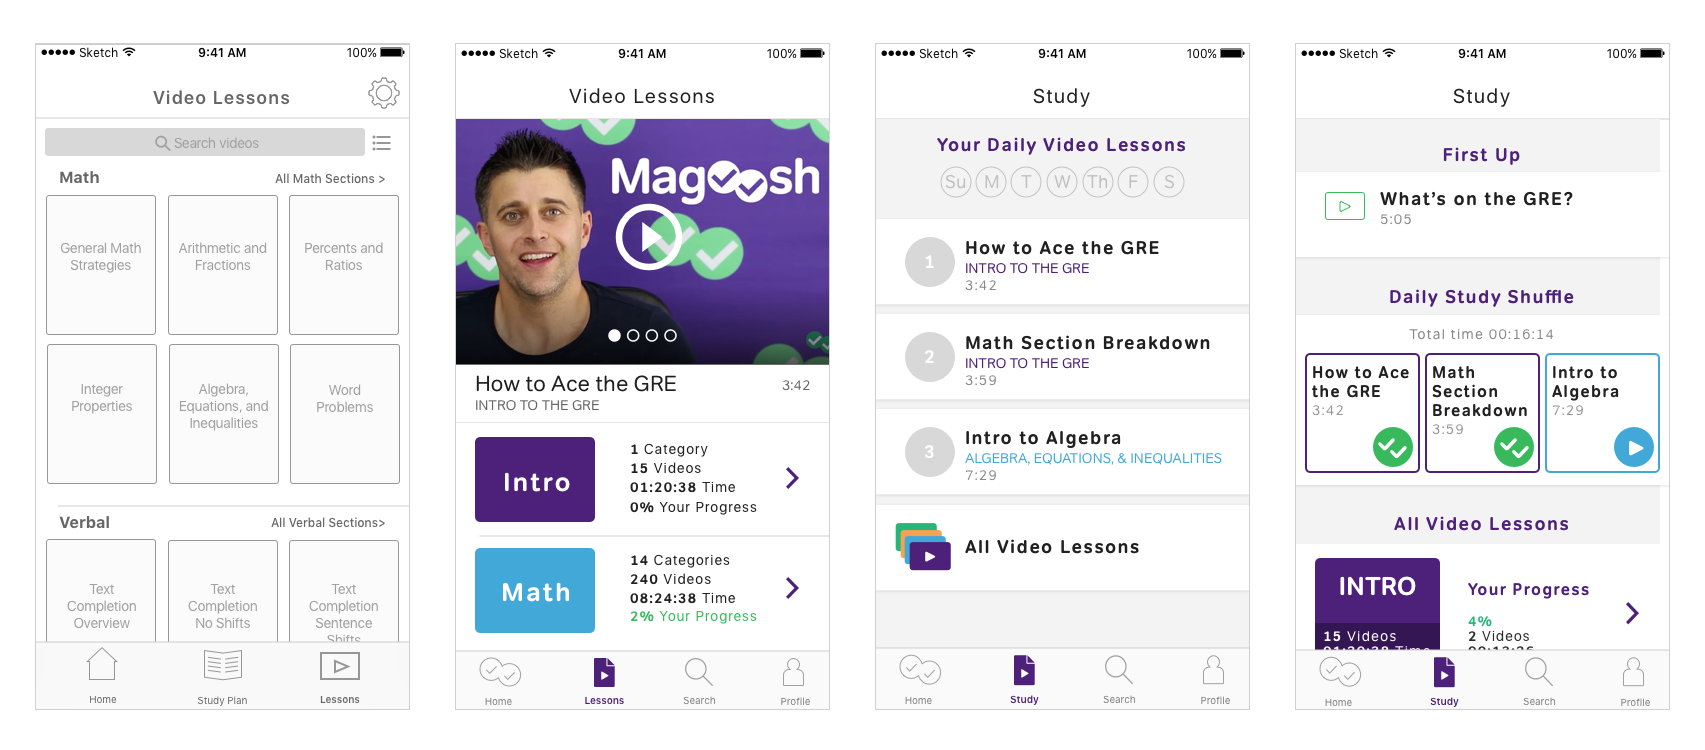 Sketch 9:41 AM 100%
Video Lessons
Search videos
Math All Math Sections >
General Math
Strategies
Arithmetic and
Fractions
Percents and
Ratios
Integer
Properties
Algebra,
Equations, and
Inequalities
Word
Problems
Verbal All Verbal Sections>
Text
Completion
Overview
Text
Completion
No Shifts
Text
Completion
Sentence
Shifts
Home Study Plan Lessons
Sketch 9:41 AM 100%
Video Lessons
Magoosh
How to Ace the GRE 3:42
INTRO TO THE GRE
Intro
1 Category
15 Videos
01:20:38 Time
0% Your Progress
Math
14 Categories
240 Videos
08:24:38 Time
2% Your Progress
Home Lessons Search Profile
Sketch 9:41 AM 100%
Study
Your Daily Video Lessons
Su M T W Th F S
1 How to Ace the GRE
INTRO TO THE GRE
3:42
2 Math Section Breakdown
INTRO TO THE GRE
3:59
3 Intro to Algebra
ALGEBRA, EQUATIONS, & INEQUALITIES
7:29
All Video Lessons
Home Study Search Profile
Sketch 9:41 AM 100%
Study
First Up
What's on the GRE?
5:05
Daily Study Shuffle
Total time 00:16:14
How to Ace
the GRE
3:42
Math
Section
Breakdown
3:59
Intro to
Algebra
7:29
All Video Lessons
INTRO
15 Videos
01:20:38 Time
Your Progress
4%
2 Videos
00:13:26
Home Study Search Profile